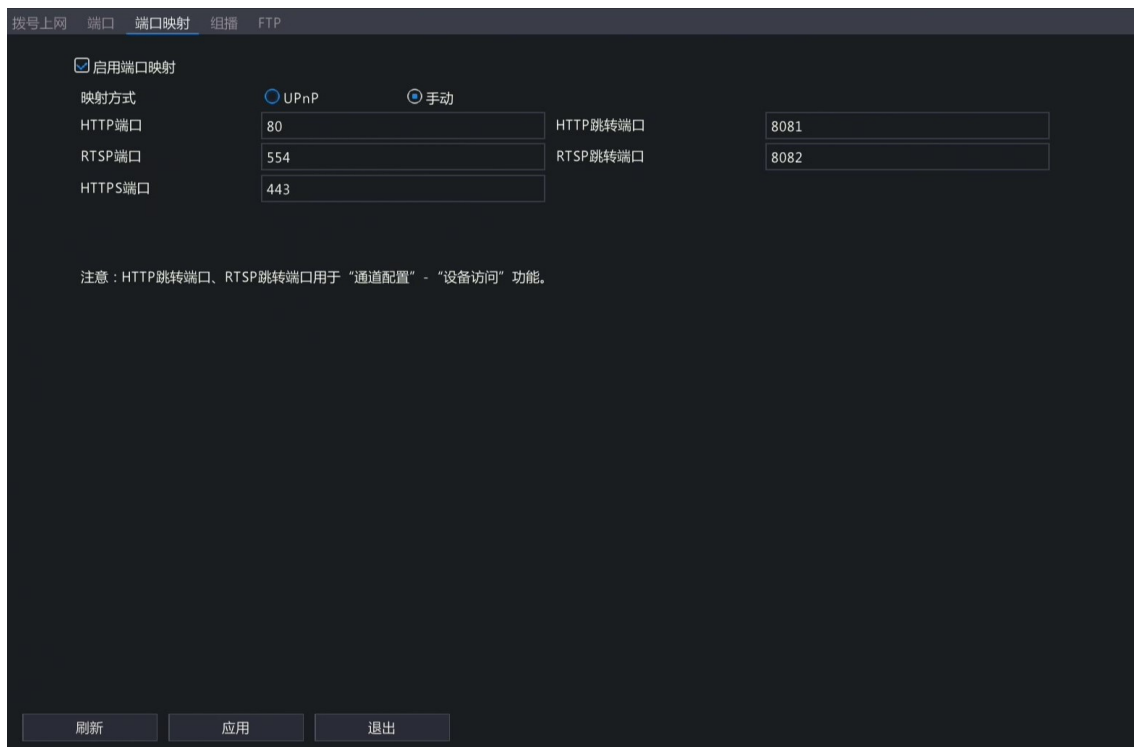 拨号上网 端口 端口映射 组播 FTP
启用端口映射
映射方式 UPnP 手动
HTTP端口 80 HTTP跳转端口 8081
RTSP端口 554 RTSP跳转端口 8082
HTTPS端口 443
注意：HTTP跳转端口、RTSP跳转端口用于“通道配置”-“设备访问”功能。
刷新 应用 退出